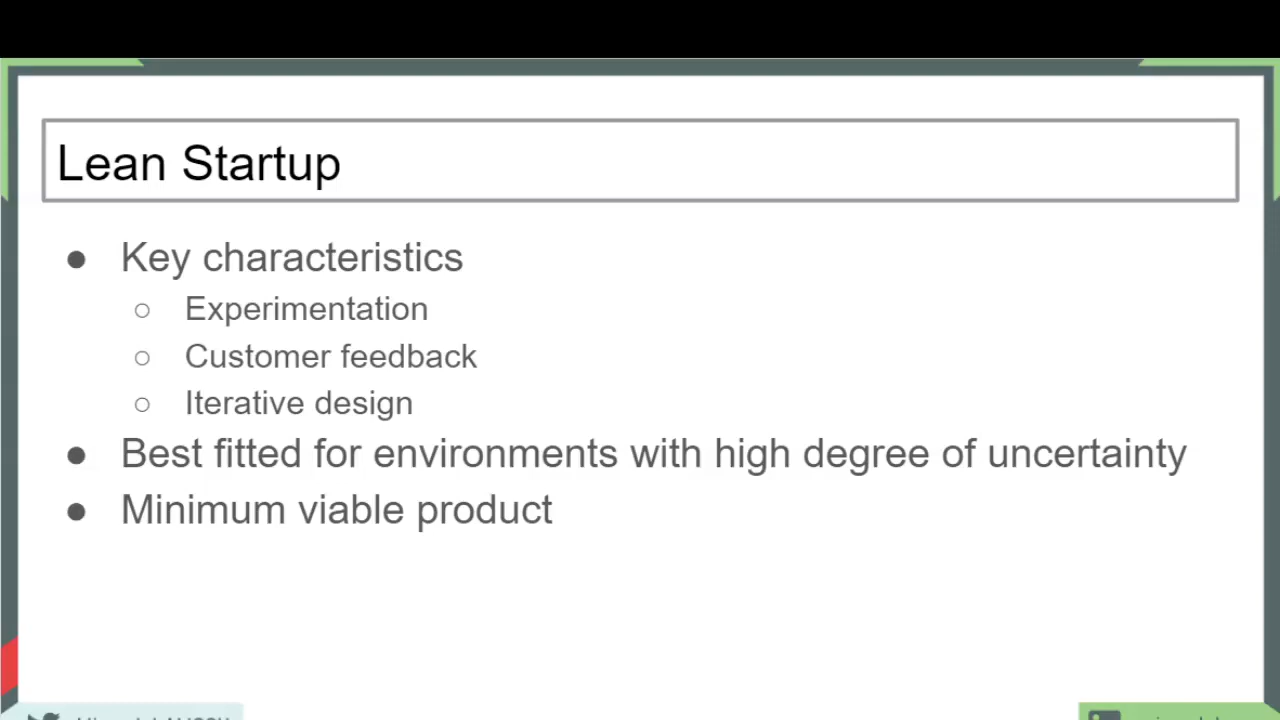 Lean Startup
● Key characteristics
○ Experimentation
○ Customer feedback
○ Iterative design
● Best fitted for environments with high degree of uncertainty
● Minimum viable product